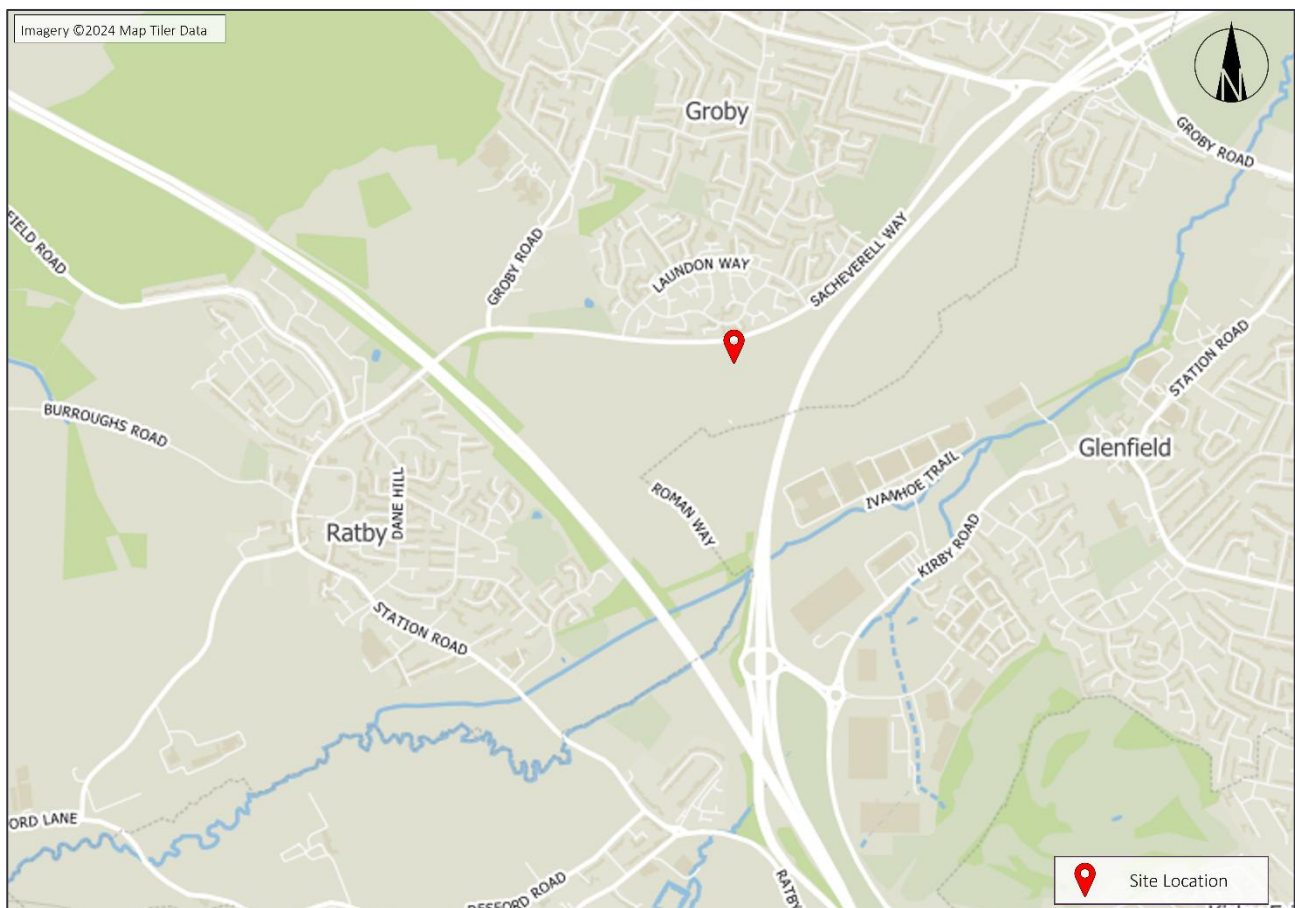 Imagery ©2024 Map Tiler Data
N
Groby
GROBY ROAD
FIELD ROAD
GROBY ROAD
LAUNDON WAY
SACHEVERELL WAY
STATION ROAD
BURROUGHS ROAD
DANE HILL
Ratby
ROMAN WAY
IVANHOE TRAIL
Glenfield
KIRBY ROAD
STATION ROAD
ORD LANE
DESFORD ROAD
RATBY
Site Location